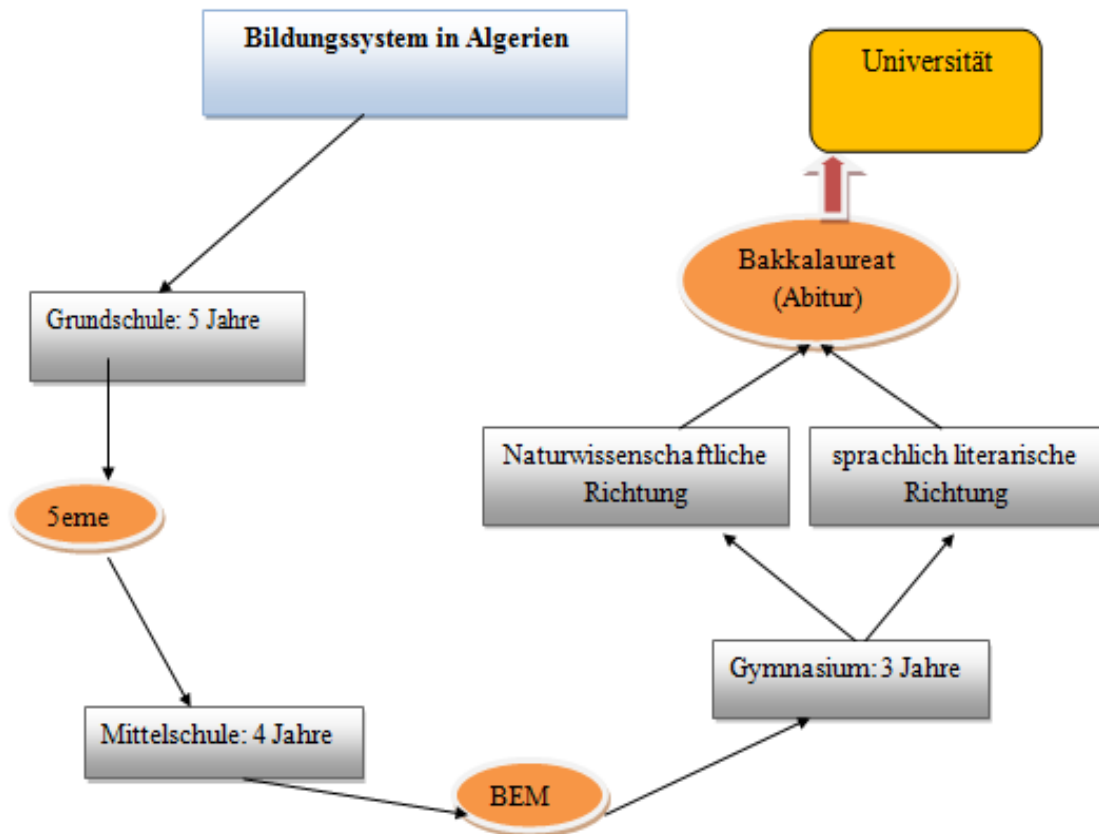 Bildungssystem in Algerien
Grundschule: 5 Jahre
5eme
Mittelschule: 4 Jahre
BEM
Gymnasium: 3 Jahre
Naturwissenschaftliche
Richtung
sprachlich literarische
Richtung
Bakkalaureat
(Abitur)
Universität